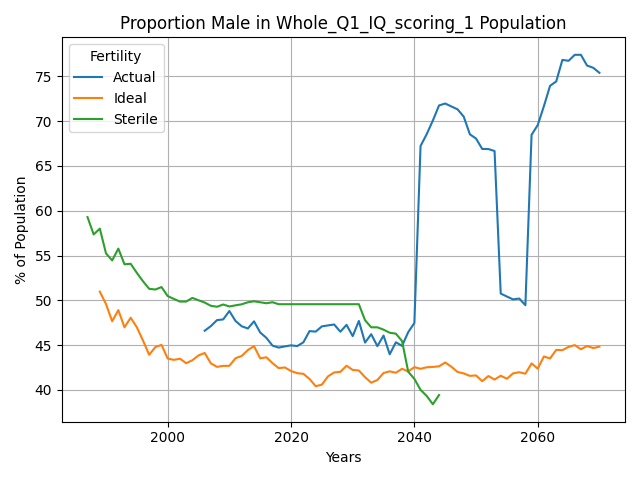 Proportion Male in Whole_Q1_IQ_scoring_1 Population
Fertility
Actual
Ideal
Sterile
% of Population
75
70
65
60
55
50
45
40
2000
2020
2040
2060
Years